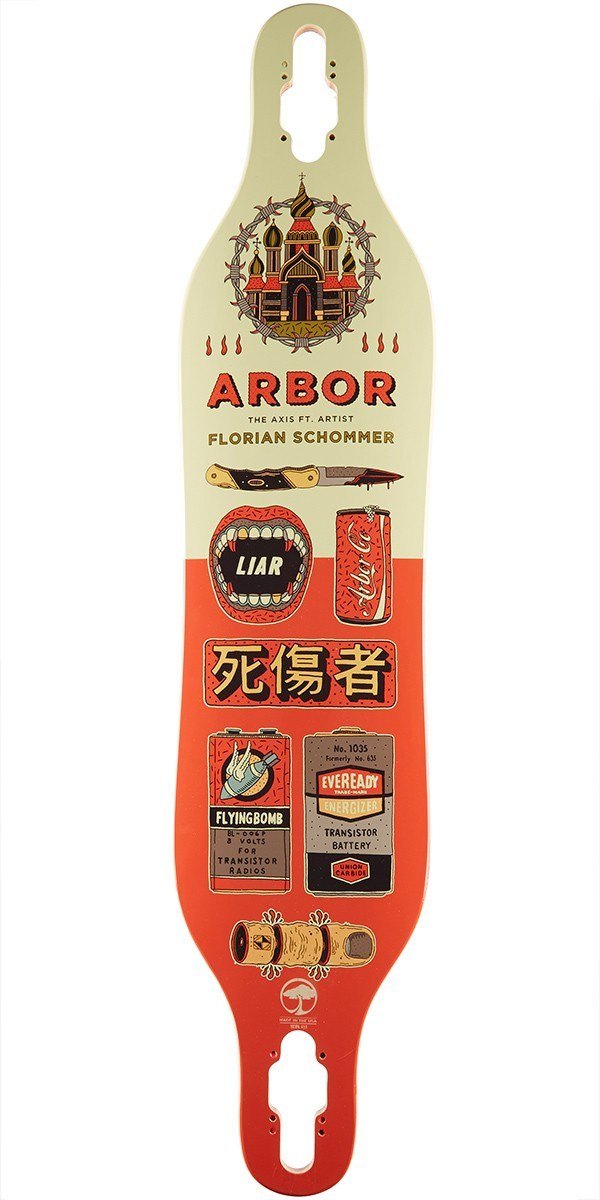 ARBOR
THE AXIS FT. ARTIST
FLORIAN SCHOMMER
LIAR
Arbor Co
死傷者
FLYINGBOMB
BL-006P
8 VOLTS
FOR
TRANSISTOR
RADIOS
No. 1035
Formerly No. 635
EVEREADY
TRADE-MARK
ENERGIZER
TRANSISTOR
BATTERY
UNION
CARBIDE
MADE IN THE USA